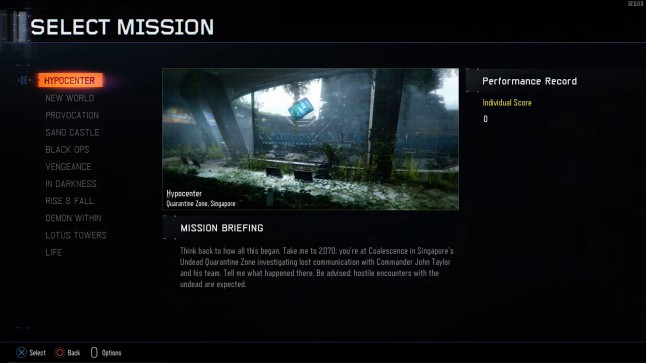 32.0.0.8
SELECT MISSION
HYPOCENTER
NEW WORLD
PROVOCATION
SAND CASTLE
BLACK OPS
VENGEANCE
IN DARKNESS
RISE & FALL
DEMON WITHIN
LOTUS TOWERS
LIFE
Hypocenter
Quarantine Zone, Singapore
MISSION BRIEFING
Think back to how all this began. Take me to 2070: you're at Coalescence in Singapore's
Undead Quarantine Zone investigating lost communication with Commander John Taylor
and his team. Tell me what happened there. Be advised: hostile encounters with the
undead are expected.
Performance Record
Individual Score
0
Select
Back
Options